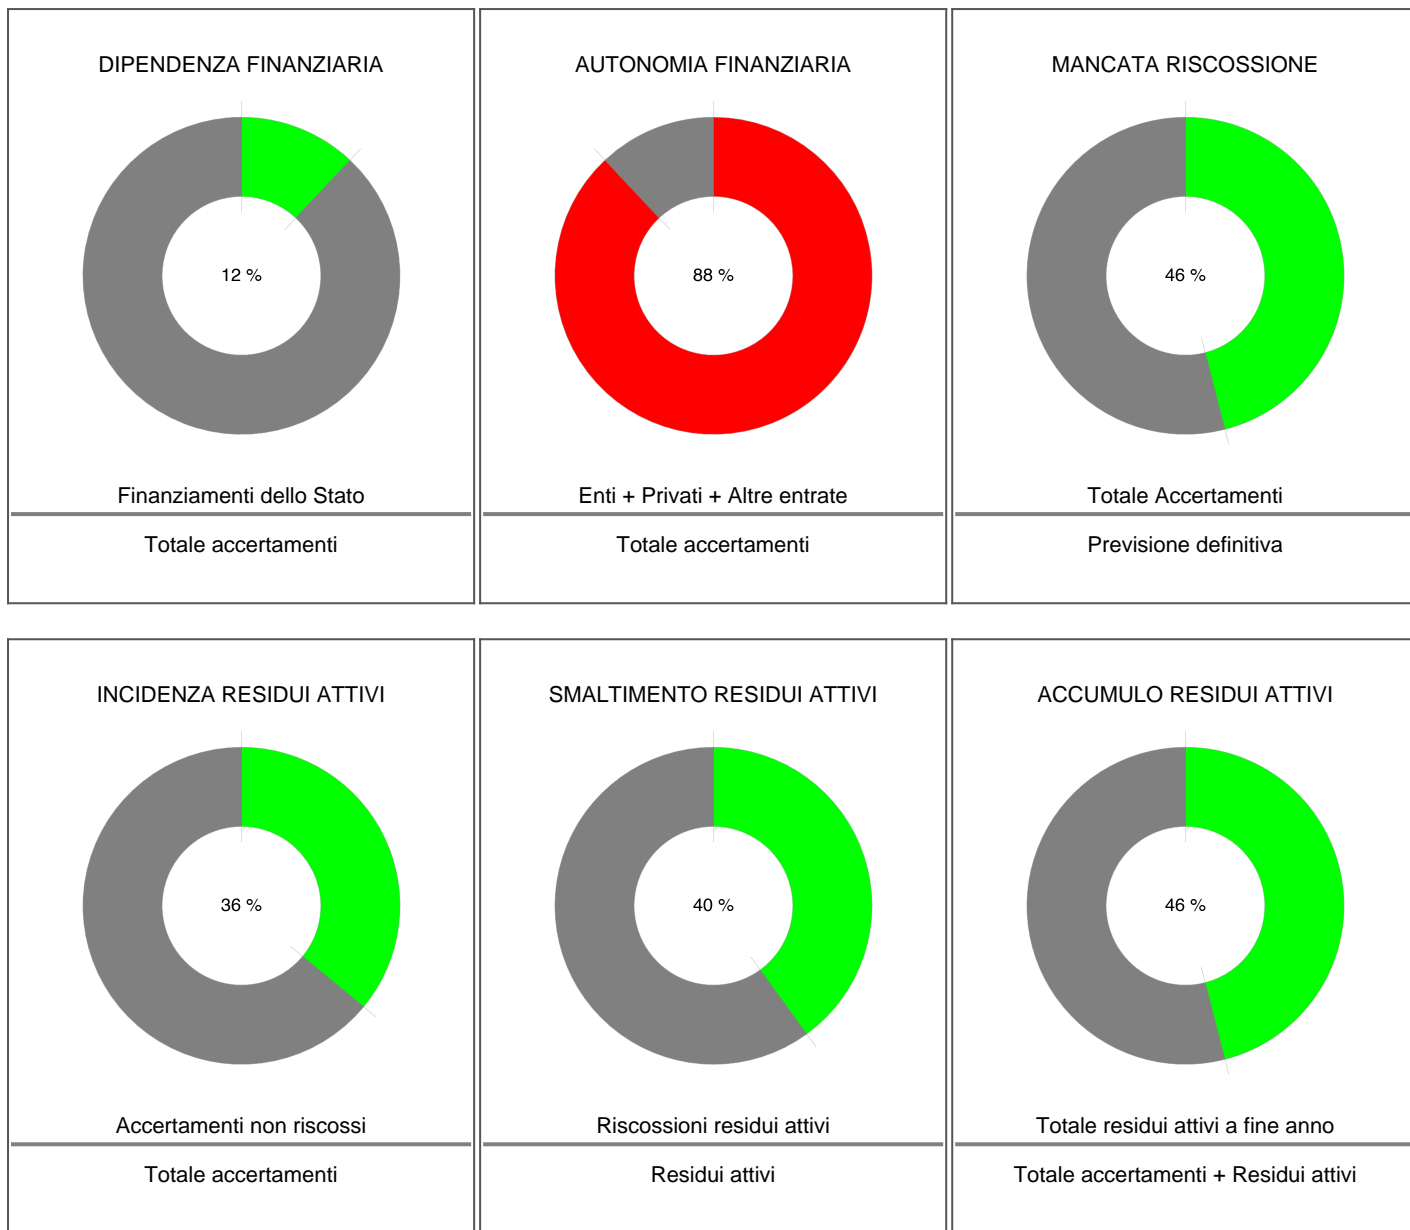 DIPENDENZA FINANZIARIA
12 %
Finanziamenti dello Stato
Totale accertamenti
AUTONOMIA FINANZIARIA
88 %
Enti + Privati + Altre entrate
Totale accertamenti
MANCATA RISCOSSIONE
46 %
Totale Accertamenti
Previsione definitiva
INCIDENZA RESIDUI ATTIVI
36 %
Accertamenti non riscossi
Totale accertamenti
SMALTIMENTO RESIDUI ATTIVI
40 %
Riscossioni residui attivi
Residui attivi
ACCUMULO RESIDUI ATTIVI
46 %
Totale residui attivi a fine anno
Totale accertamenti + Residui attivi